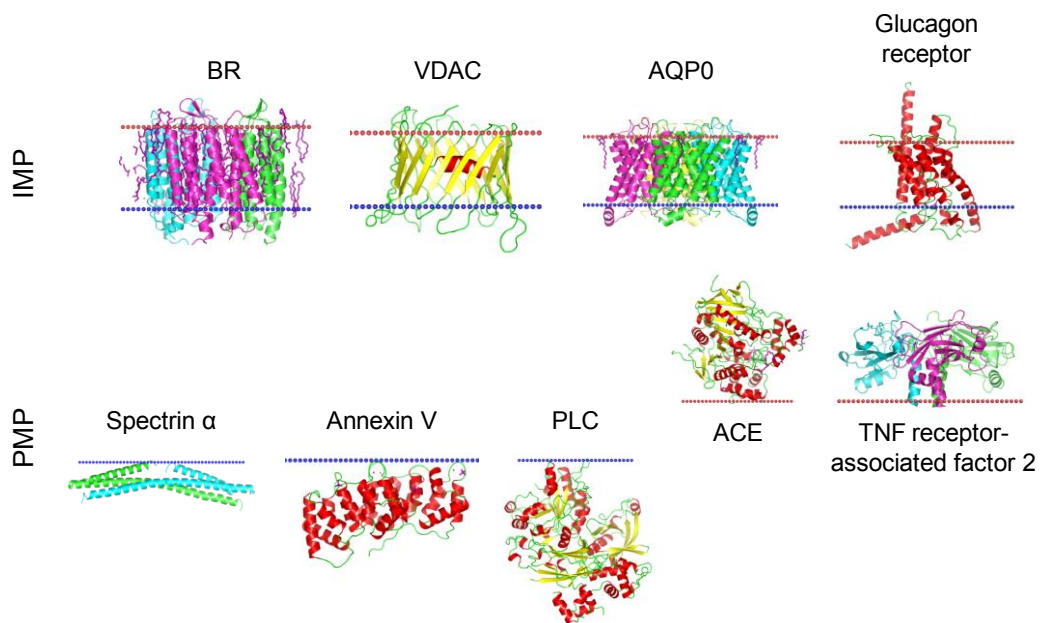 Glucagon
receptor
BR
VDAC
AQP0
IMP
Spectrin α
Annexin V
PLC
ACE
TNF receptor-
associated factor 2
PMP